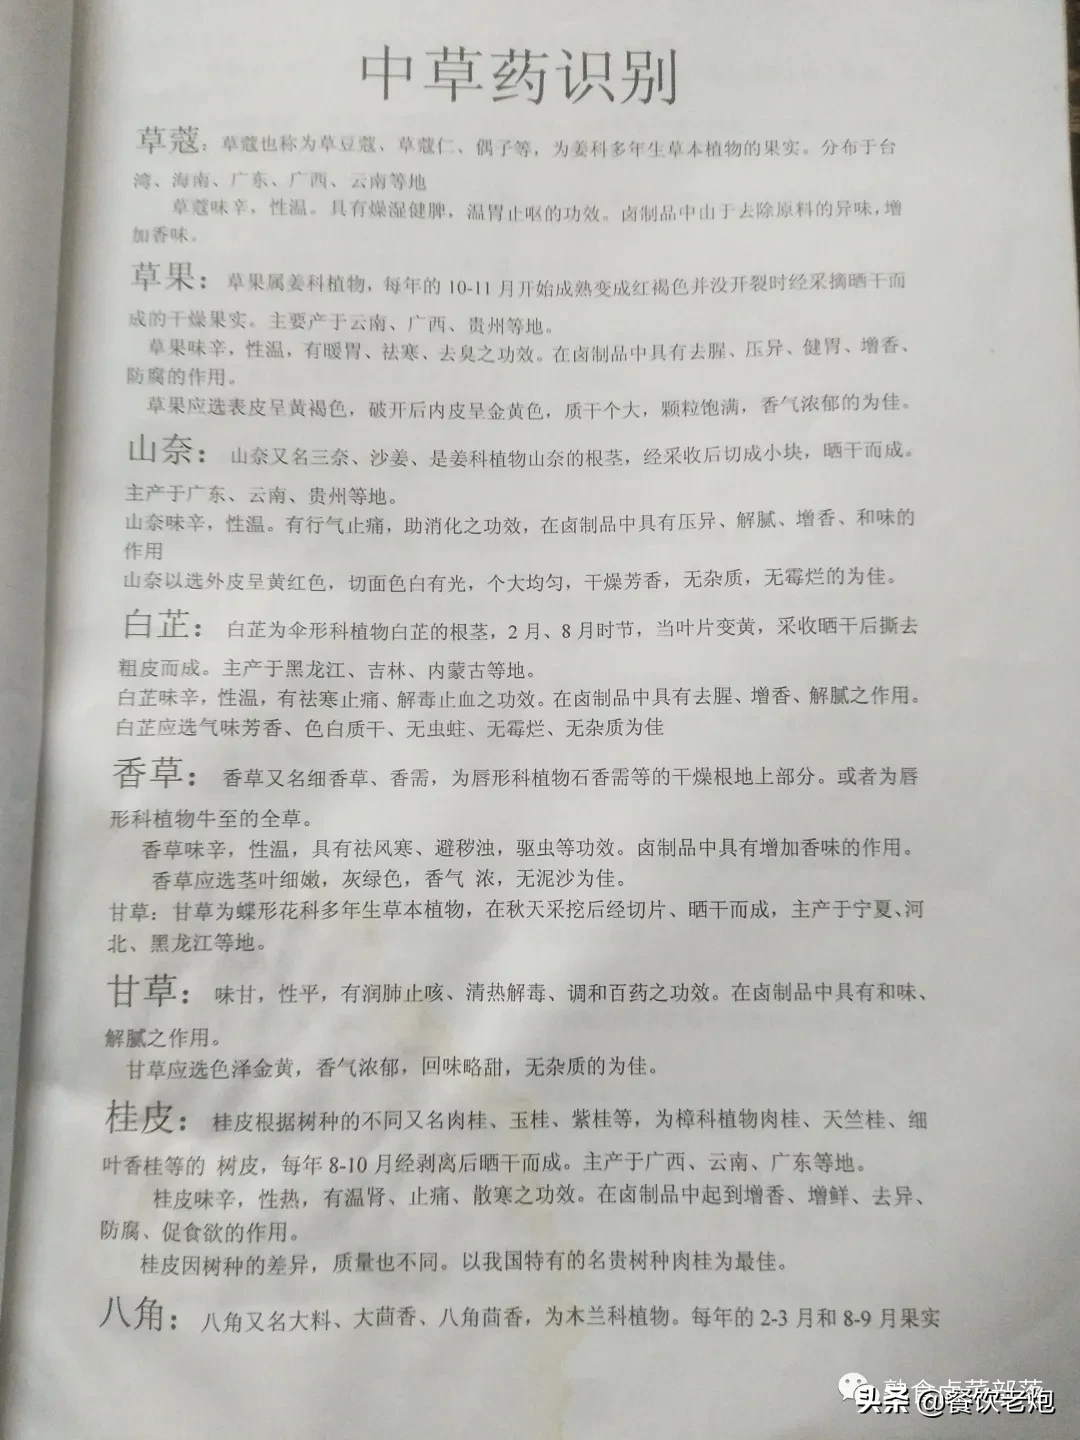 中草药识别
草蔻：草蔻也称为草豆蔻、草蔻仁、偶子等，为姜科多年生草本植物的果实。分布于台
湾、海南、广东、广西、云南等地
草蔻味辛，性温。具有燥湿健脾，温胃止呕的功效。卤制品中山于去除原料的异味，增
加香味。
草果：草果属姜科植物，每年的 10-11 月开始成熟变成红褐色并没开裂时经采摘晒干而
成的干燥果实。主要产于云南、广西、贵州等地。
草果味辛，性温，有暖胃、祛寒、去臭之功效。在卤制品中具有去腥、压异、健胃、增香、
防腐的作用。
草果应选表皮呈黄褐色，破开后内皮呈金黄色，质干个大，颗粒饱满，香气浓郁的为佳。
山奈：山奈又名三奈、沙姜、是姜科植物山奈的根茎，经采收后切成小块，晒干而成。
主产于广东、云南、贵州等地。
山奈味辛，性温。有行气止痛，助消化之功效，在卤制品中具有压异、解腻、增香、和味的
作用
山奈以选外皮呈黄红色，切面色白有光，个大均匀，干燥芳香，无杂质，无霉烂的为佳。
白芷：白芷为伞形科植物白芷的根茎，2 月、8 月时节，当叶片变黄，采收晒干后撕去
粗皮而成。主产于黑龙江、吉林、内蒙古等地。
白芷味辛，性温，有祛寒止痛、解毒止血之功效。在卤制品中具有去腥、增香、解腻之作用。
白芷应选气味芳香、色白质干、无虫蛀、无霉烂、无杂质为佳
香草：香草又名细香草、香需，为唇形科植物石香需等的干燥根地上部分。或者为唇
形科植物牛至的全草。
香草味辛，性温，具有祛风寒、避秽浊，驱虫等功效。卤制品中具有增加香味的作用。
香草应选茎叶细嫩，灰绿色，香气 浓，无泥沙为佳。
甘草：甘草为蝶形花科多年生草本植物，在秋天采挖后经切片、晒干而成，主产于宁夏、河
北、黑龙江等地。
甘草：味甘，性平，有润肺止咳、清热解毒、调和百药之功效。在卤制品中具有和味、
解腻之作用。
甘草应选色泽金黄，香气浓郁，回味略甜，无杂质的为佳。
桂皮：桂皮根据树种的不同又名肉桂、玉桂、紫桂等，为樟科植物肉桂、天竺桂、细
叶香桂等的 树皮，每年 8-10 月经剥离后晒干而成。主产于广西、云南、广东等地。
桂皮味辛，性热，有温肾、止痛、散寒之功效。在卤制品中起到增香、增鲜、去异、
防腐、促食欲的作用。
桂皮因树种的差异，质量也不同。以我国特有的名贵树种肉桂为最佳。
八角：八角又名大料、大茴香、八角茴香，为木兰科植物。每年的 2-3 月和 8-9 月果实
熟食卤菜部落
头条 @餐饮老炮